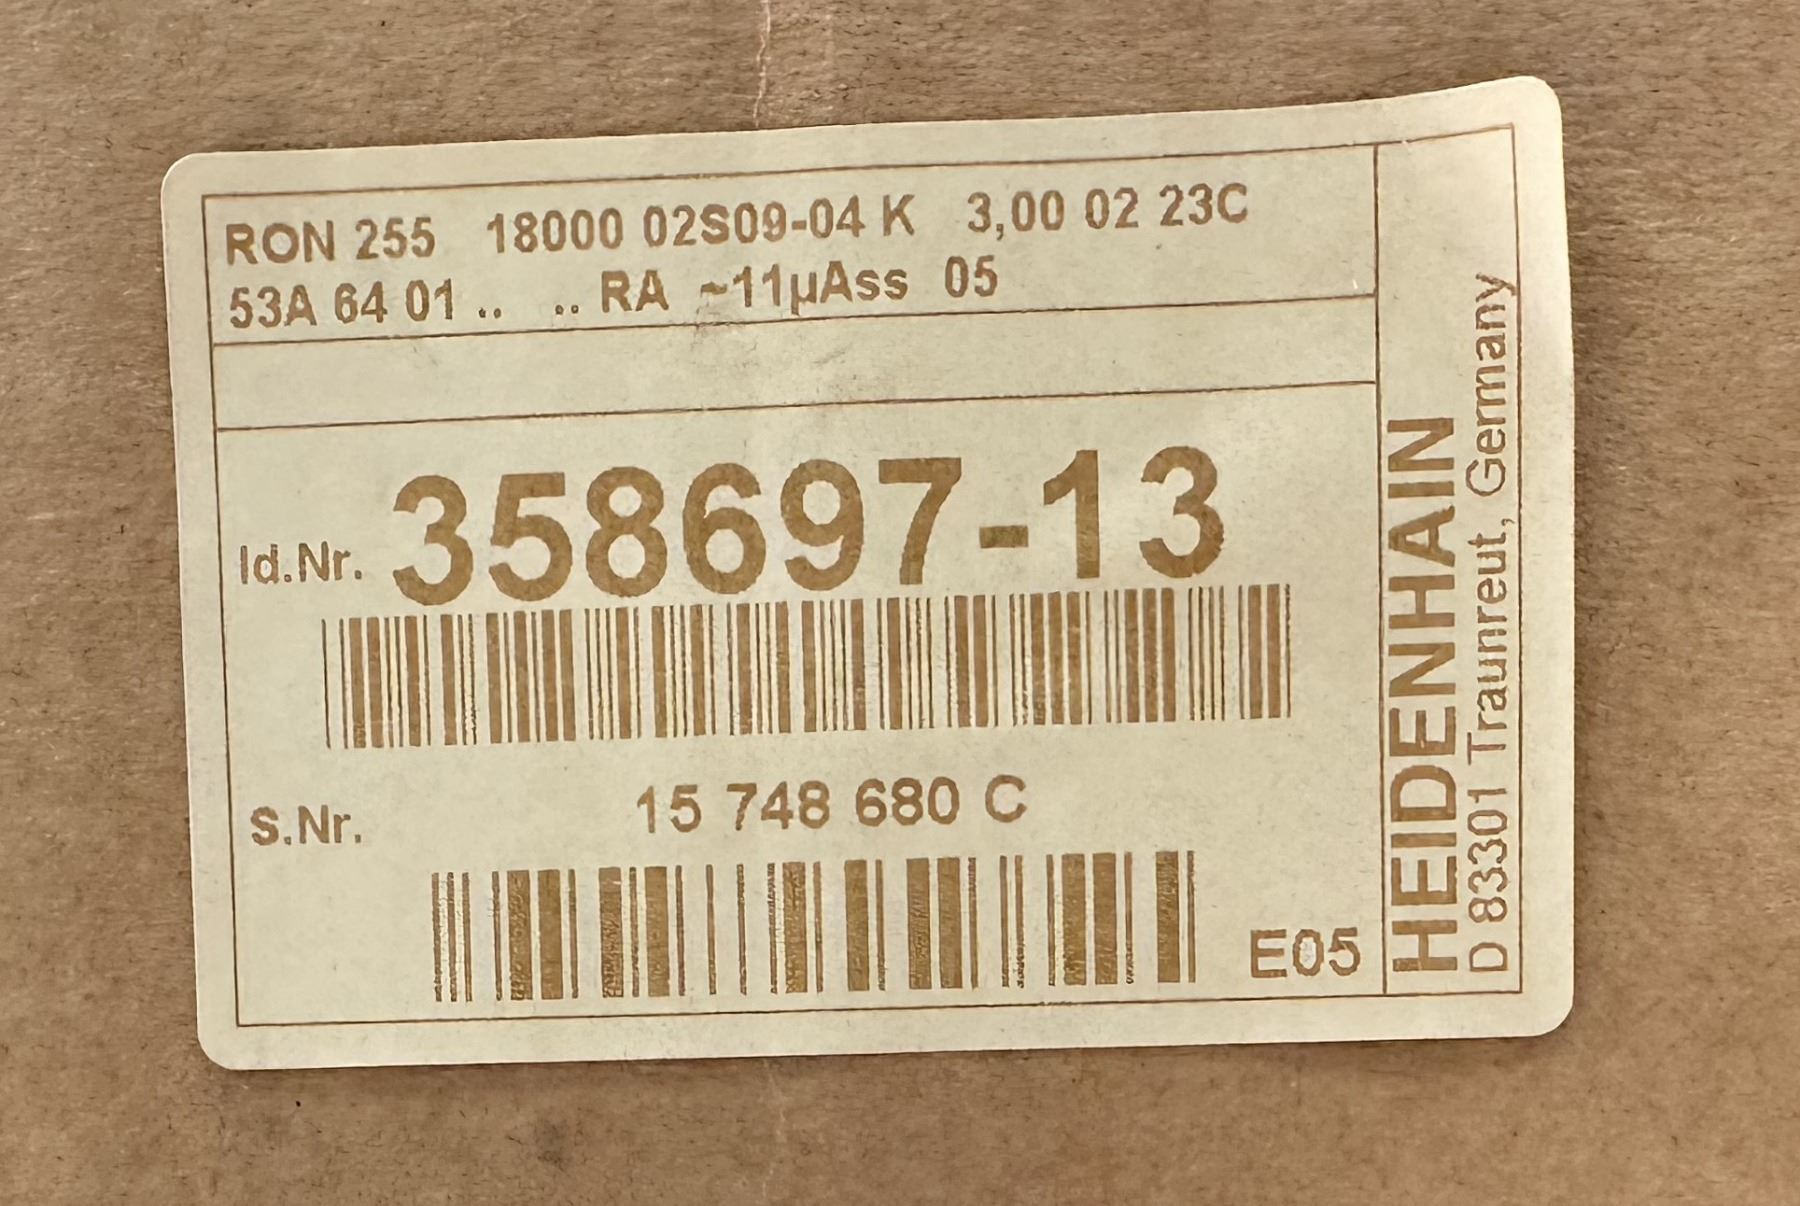 RON 255 18000 02S09-04 K 3,00 02 23C
53A 64 01 .. .. RA ~11µAss 05
Id.Nr. 358697-13
S.Nr. 15 748 680 C
E05
HEIDENHAIN
D 83301 Traunreut, Germany